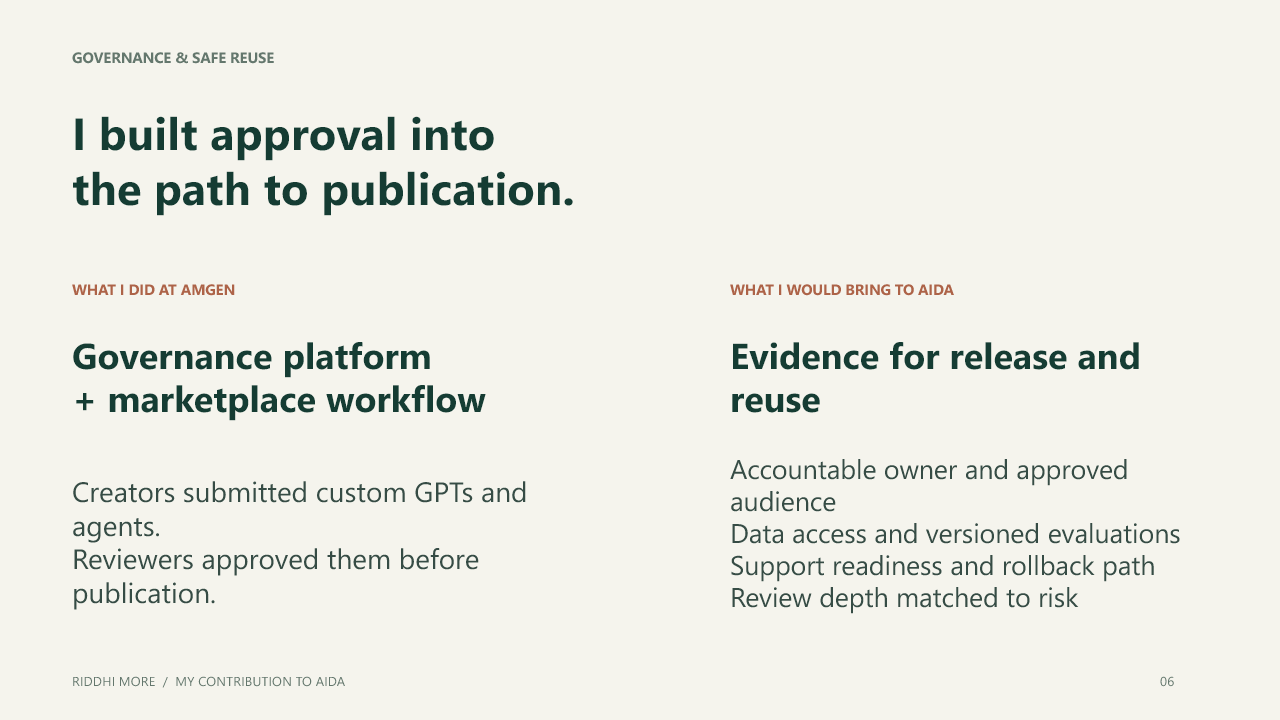 GOVERNANCE & SAFE REUSE
I built approval into
the path to publication.
WHAT I DID AT AMGEN
Governance platform
+ marketplace workflow
Creators submitted custom GPTs and
agents.
Reviewers approved them before
publication.
WHAT I WOULD BRING TO AIDA
Evidence for release and
reuse
Accountable owner and approved
audience
Data access and versioned evaluations
Support readiness and rollback path
Review depth matched to risk
RIDDHI MORE / MY CONTRIBUTION TO AIDA
06